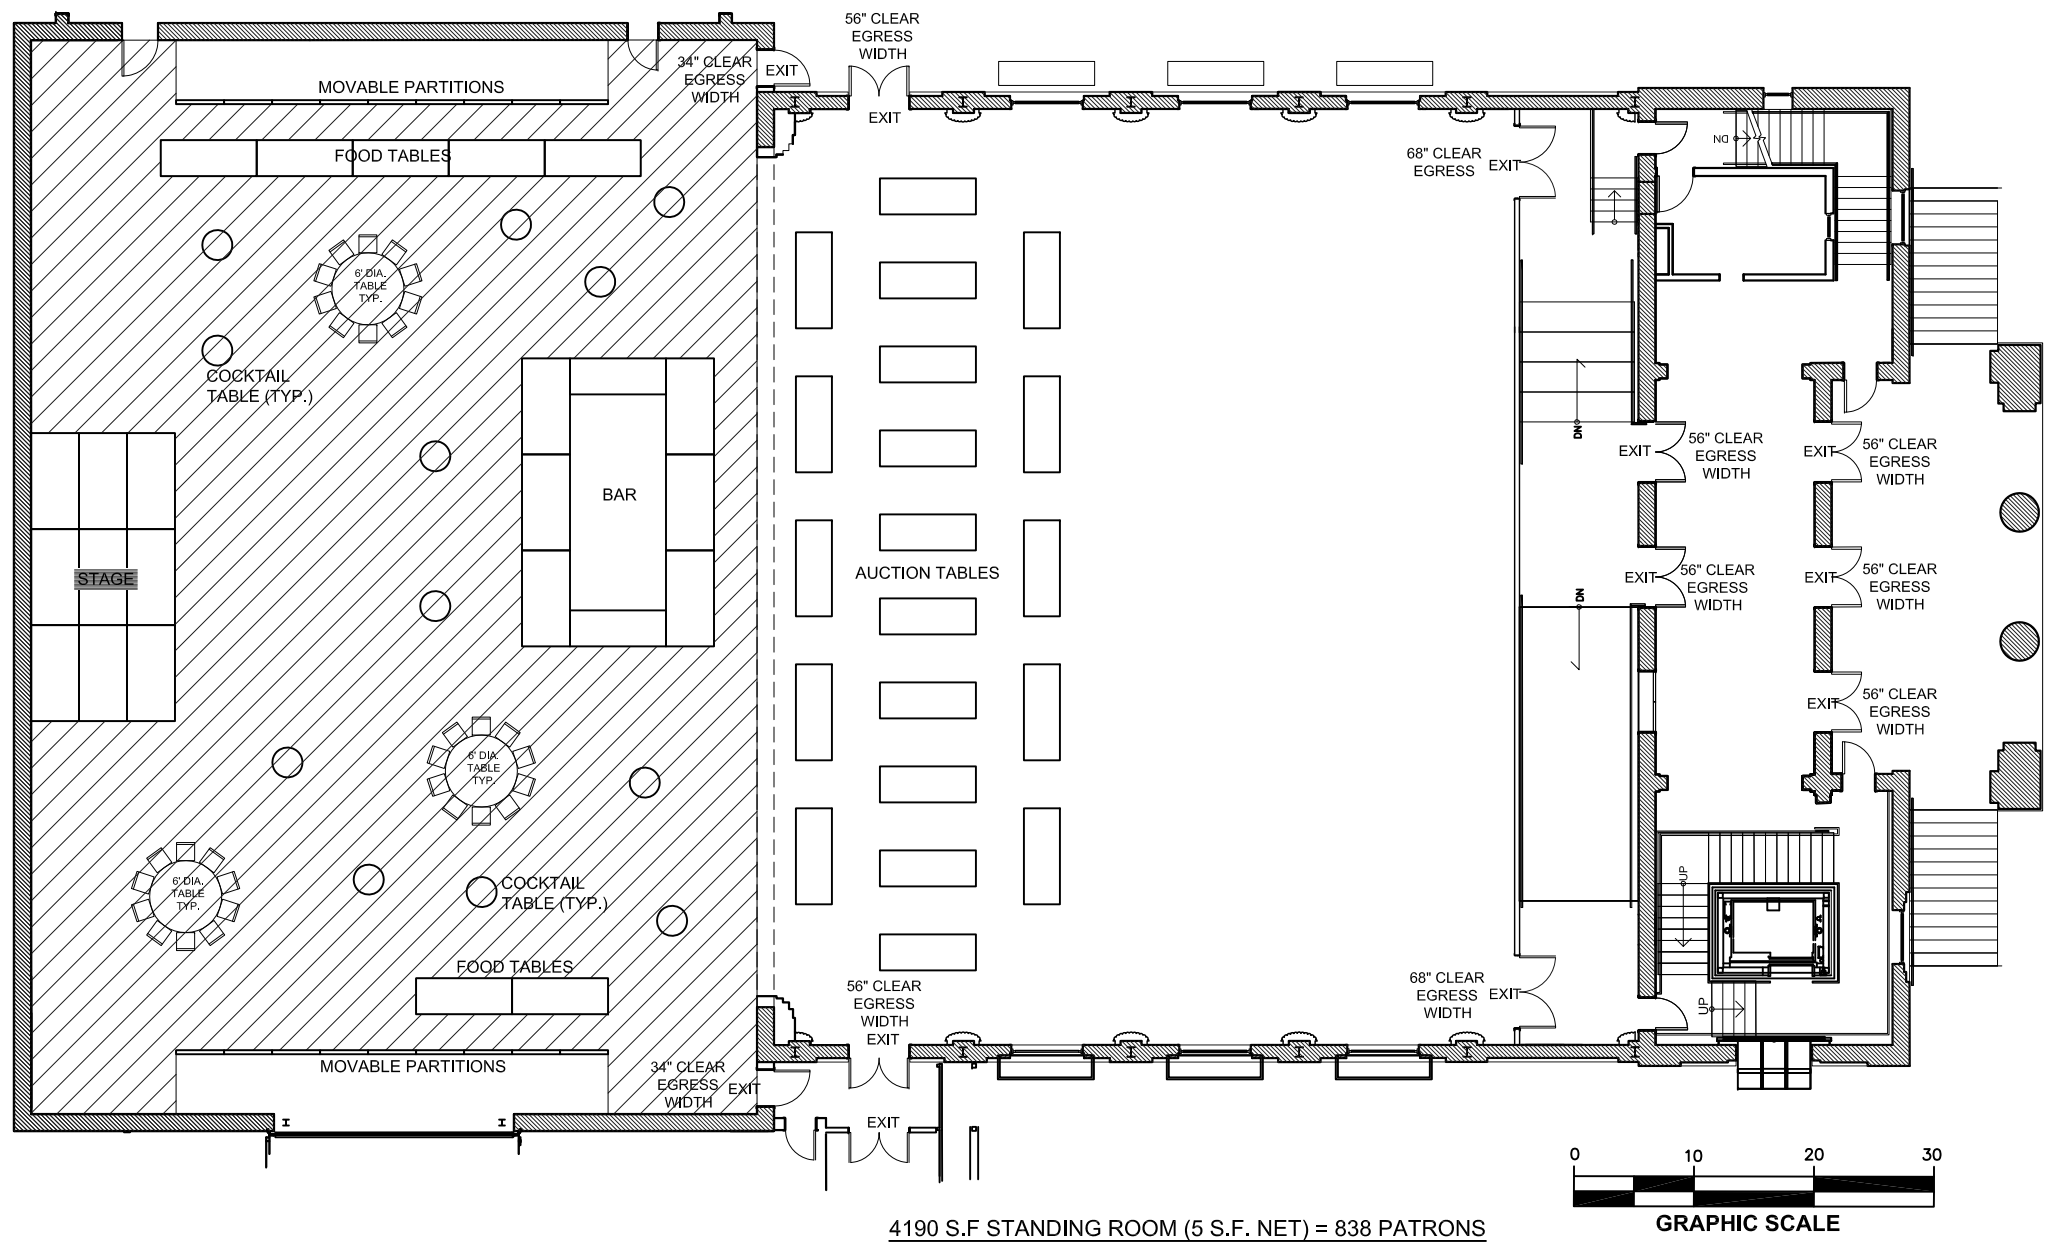 56" CLEAR
EGRESS
WIDTH
34" CLEAR
EGRESS
WIDTH
EXIT
EXIT
MOVABLE PARTITIONS
FOOD TABLES
68" CLEAR
EGRESS
EXIT
DN
6' DIA.
TABLE
TYP.
COCKTAIL
TABLE (TYP.)
DN
EXIT
56" CLEAR
EGRESS
WIDTH
EXIT
56" CLEAR
EGRESS
WIDTH
BAR
STAGE
AUCTION TABLES
DN
EXIT
56" CLEAR
EGRESS
WIDTH
EXIT
56" CLEAR
EGRESS
WIDTH
EXIT
56" CLEAR
EGRESS
WIDTH
6' DIA.
TABLE
TYP.
6' DIA.
TABLE
TYP.
COCKTAIL
TABLE (TYP.)
UP
FOOD TABLES
56" CLEAR
EGRESS
WIDTH
EXIT
68" CLEAR
EGRESS
WIDTH
EXIT
UP
MOVABLE PARTITIONS
34" CLEAR
EGRESS
WIDTH
EXIT
EXIT
0 10 20 30
GRAPHIC SCALE
4190 S.F STANDING ROOM (5 S.F. NET) = 838 PATRONS